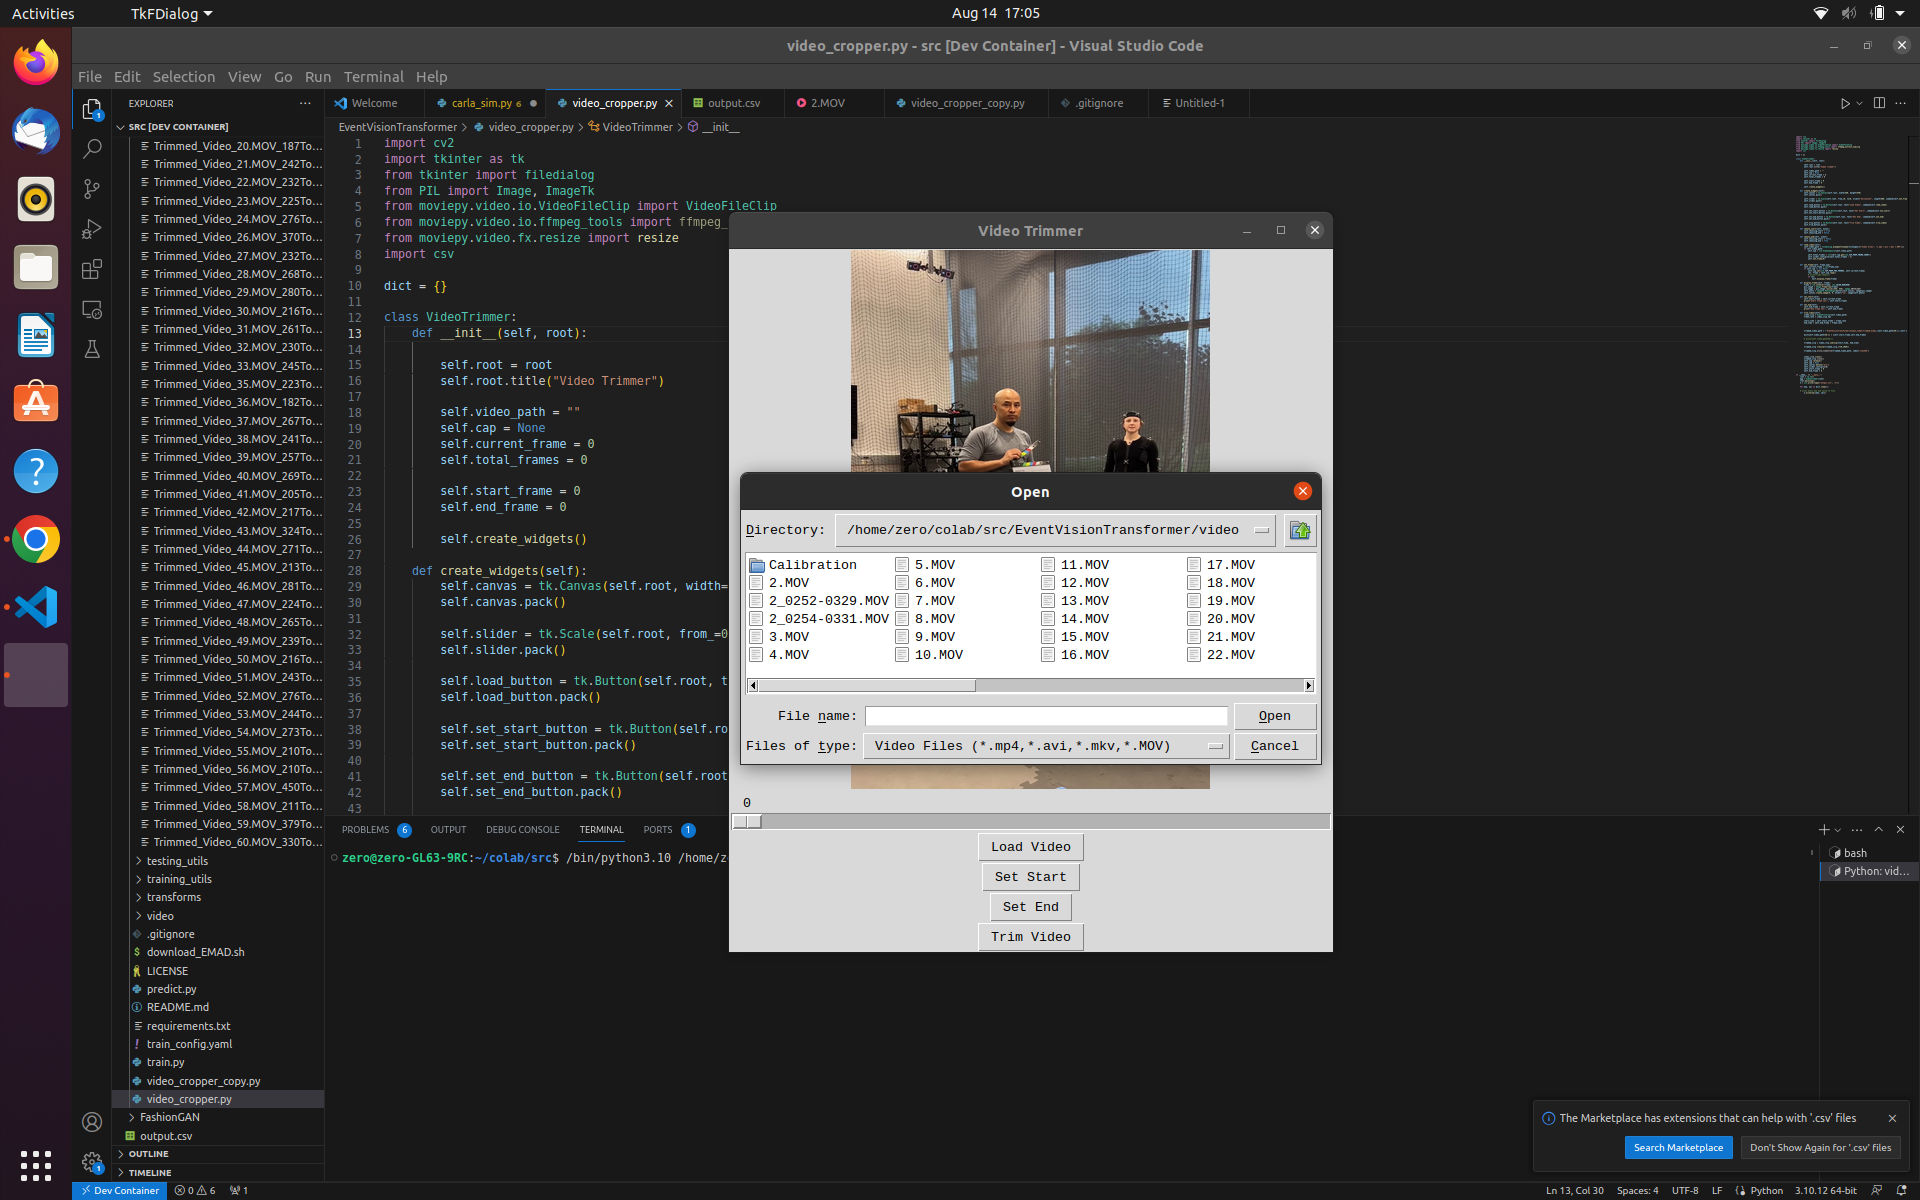 Activities
TkFDialog
Aug 14 17:05
video_cropper.py - src [Dev Container] - Visual Studio Code
File Edit Selection View Go Run Terminal Help
EXPLORER
SRC [DEV CONTAINER]
Trimmed_Video_20.MOV_187To...
Trimmed_Video_21.MOV_242To...
Trimmed_Video_22.MOV_232To...
Trimmed_Video_23.MOV_225To...
Trimmed_Video_24.MOV_276To...
Trimmed_Video_26.MOV_370To...
Trimmed_Video_27.MOV_232To...
Trimmed_Video_28.MOV_268To...
Trimmed_Video_29.MOV_280To...
Trimmed_Video_30.MOV_216To...
Trimmed_Video_31.MOV_261To...
Trimmed_Video_32.MOV_230To...
Trimmed_Video_33.MOV_245To...
Trimmed_Video_35.MOV_223To...
Trimmed_Video_36.MOV_182To...
Trimmed_Video_37.MOV_267To...
Trimmed_Video_38.MOV_241To...
Trimmed_Video_39.MOV_257To...
Trimmed_Video_40.MOV_269To...
Trimmed_Video_41.MOV_205To...
Trimmed_Video_42.MOV_217To...
Trimmed_Video_43.MOV_324To...
Trimmed_Video_44.MOV_271To...
Trimmed_Video_45.MOV_213To...
Trimmed_Video_46.MOV_281To...
Trimmed_Video_47.MOV_224To...
Trimmed_Video_48.MOV_265To...
Trimmed_Video_49.MOV_239To...
Trimmed_Video_50.MOV_216To...
Trimmed_Video_51.MOV_243To...
Trimmed_Video_52.MOV_276To...
Trimmed_Video_53.MOV_244To...
Trimmed_Video_54.MOV_273To...
Trimmed_Video_55.MOV_210To...
Trimmed_Video_56.MOV_210To...
Trimmed_Video_57.MOV_450To...
Trimmed_Video_58.MOV_211To...
Trimmed_Video_59.MOV_379To...
Trimmed_Video_60.MOV_330To...
testing_utils
training_utils
transforms
video
.gitignore
download_EMAD.sh
LICENSE
predict.py
README.md
requirements.txt
train_config.yaml
train.py
video_cropper_copy.py
video_cropper.py
FashionGAN
output.csv
OUTLINE
TIMELINE
Welcome
carla_sim.py 6
video_cropper.py
output.csv
2.MOV
video_cropper_copy.py
.gitignore
Untitled-1
EventVisionTransformer > video_cropper.py > VideoTrimmer > __init__
1 import cv2
2 import tkinter as tk
3 from tkinter import filedialog
4 from PIL import Image, ImageTk
5 from moviepy.video.io.VideoFileClip import VideoFileClip
6 from moviepy.video.io.ffmpeg_tools import ffmpeg_
7 from moviepy.video.fx.resize import resize
8 import csv
9
10 dict = {}
11
12 class VideoTrimmer:
13 def __init__(self, root):
14
15 self.root = root
16 self.root.title("Video Trimmer")
17
18 self.video_path = ""
19 self.cap = None
20 self.current_frame = 0
21 self.total_frames = 0
22
23 self.start_frame = 0
24 self.end_frame = 0
25
26 self.create_widgets()
27
28 def create_widgets(self):
29 self.canvas = tk.Canvas(self.root, width=
30 self.canvas.pack()
31
32 self.slider = tk.Scale(self.root, from_=0
33 self.slider.pack()
34
35 self.load_button = tk.Button(self.root, t
36 self.load_button.pack()
37
38 self.set_start_button = tk.Button(self.ro
39 self.set_start_button.pack()
40
41 self.set_end_button = tk.Button(self.root
42 self.set_end_button.pack()
43
PROBLEMS 6 OUTPUT DEBUG CONSOLE TERMINAL PORTS 1
zero@zero-GL63-9RC:~/colab/src$ /bin/python3.10 /home/z
bash
Python: vid...
Video Trimmer
Open
Directory: /home/zero/colab/src/EventVisionTransformer/video
Calibration
2.MOV
2_0252-0329.MOV
2_0254-0331.MOV
3.MOV
4.MOV
5.MOV
6.MOV
7.MOV
8.MOV
9.MOV
10.MOV
11.MOV
12.MOV
13.MOV
14.MOV
15.MOV
16.MOV
17.MOV
18.MOV
19.MOV
20.MOV
21.MOV
22.MOV
File name:
Open
Files of type: Video Files (*.mp4,*.avi,*.mkv,*.MOV)
Cancel
0
Load Video
Set Start
Set End
Trim Video
The Marketplace has extensions that can help with '.csv' files
Search Marketplace
Don't Show Again for '.csv' files
Dev Container
0 6
1
Ln 13, Col 30
Spaces: 4
UTF-8
LF
Python
3.10.12 64-bit